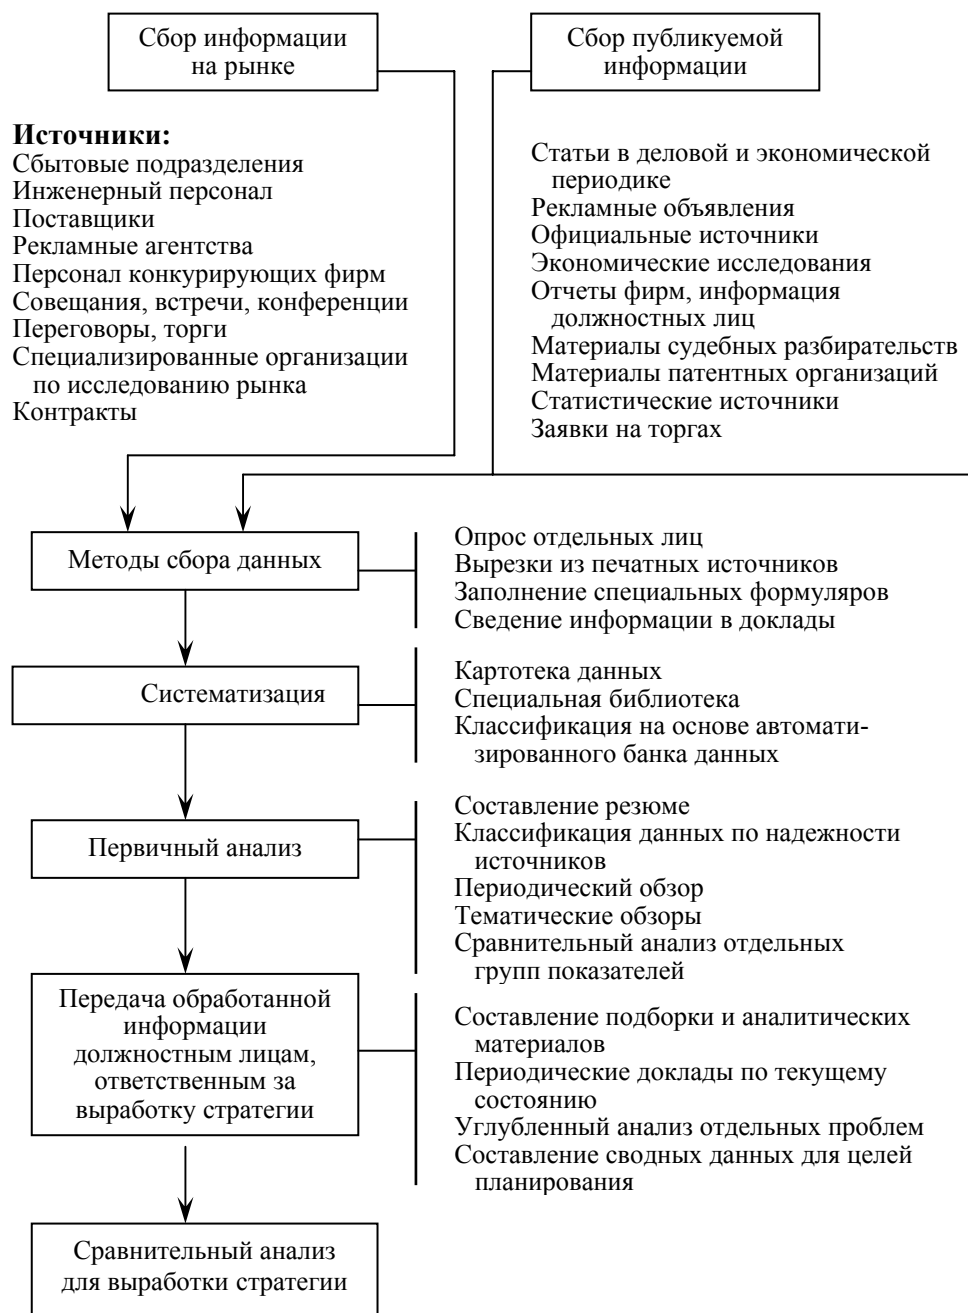 Сбор информации
на рынке
Сбор публикуемой
информации
Источники:
Сбытовые подразделения
Инженерный персонал
Поставщики
Рекламные агентства
Персонал конкурирующих фирм
Совещания, встречи, конференции
Переговоры, торги
Специализированные организации
по исследованию рынка
Контракты
Статьи в деловой и экономической
периодике
Рекламные объявления
Официальные источники
Экономические исследования
Отчеты фирм, информация
должностных лиц
Материалы судебных разбирательств
Материалы патентных организаций
Статистические источники
Заявки на торгах
Методы сбора данных
Опрос отдельных лиц
Вырезки из печатных источников
Заполнение специальных формуляров
Сведение информации в доклады
Систематизация
Картотека данных
Специальная библиотека
Классификация на основе автомати-
зированного банка данных
Первичный анализ
Составление резюме
Классификация данных по надежности
источников
Периодический обзор
Тематические обзоры
Сравнительный анализ отдельных
групп показателей
Передача обработанной
информации
должностным лицам,
ответственным за
выработку стратегии
Составление подборки и аналитических
материалов
Периодические доклады по текущему
состоянию
Углубленный анализ отдельных проблем
Составление сводных данных для целей
планирования
Сравнительный анализ
для выработки стратегии